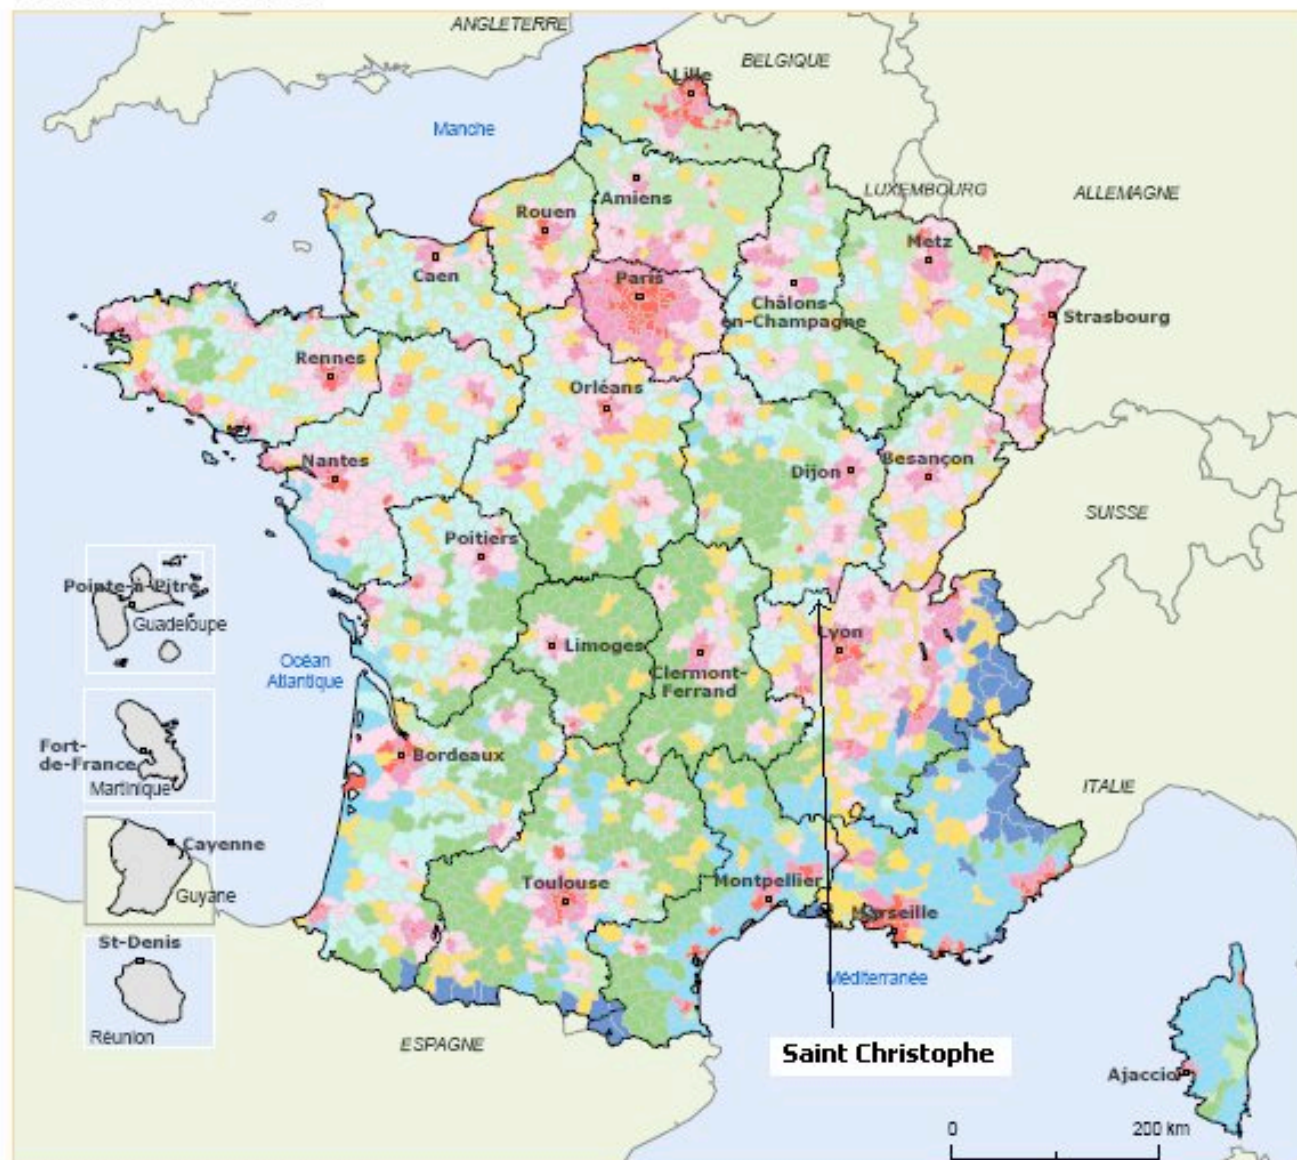 ANGLETERRE
BELGIQUE
Lille
Manche
LUXEMBOURG
ALLEMAGNE
Amiens
Rouen
Metz
Caen
Paris
Châlons
en-Champagne
Strasbourg
Rennes
Orléans
Nantes
Dijon
Besançon
SUISSE
Poitiers
Pointe-à-Pitre
Guadeloupe
Océan
Atlantique
Limoges
Lyon
Clermont-
Ferrand
Fort-
de-France
Martinique
Bordeaux
ITALIE
Cayenne
Guyane
Toulouse
Montpellier
Marseille
St-Denis
Méditerranée
Réunion
ESPAGNE
Saint Christophe
Ajaccio
0 200 km